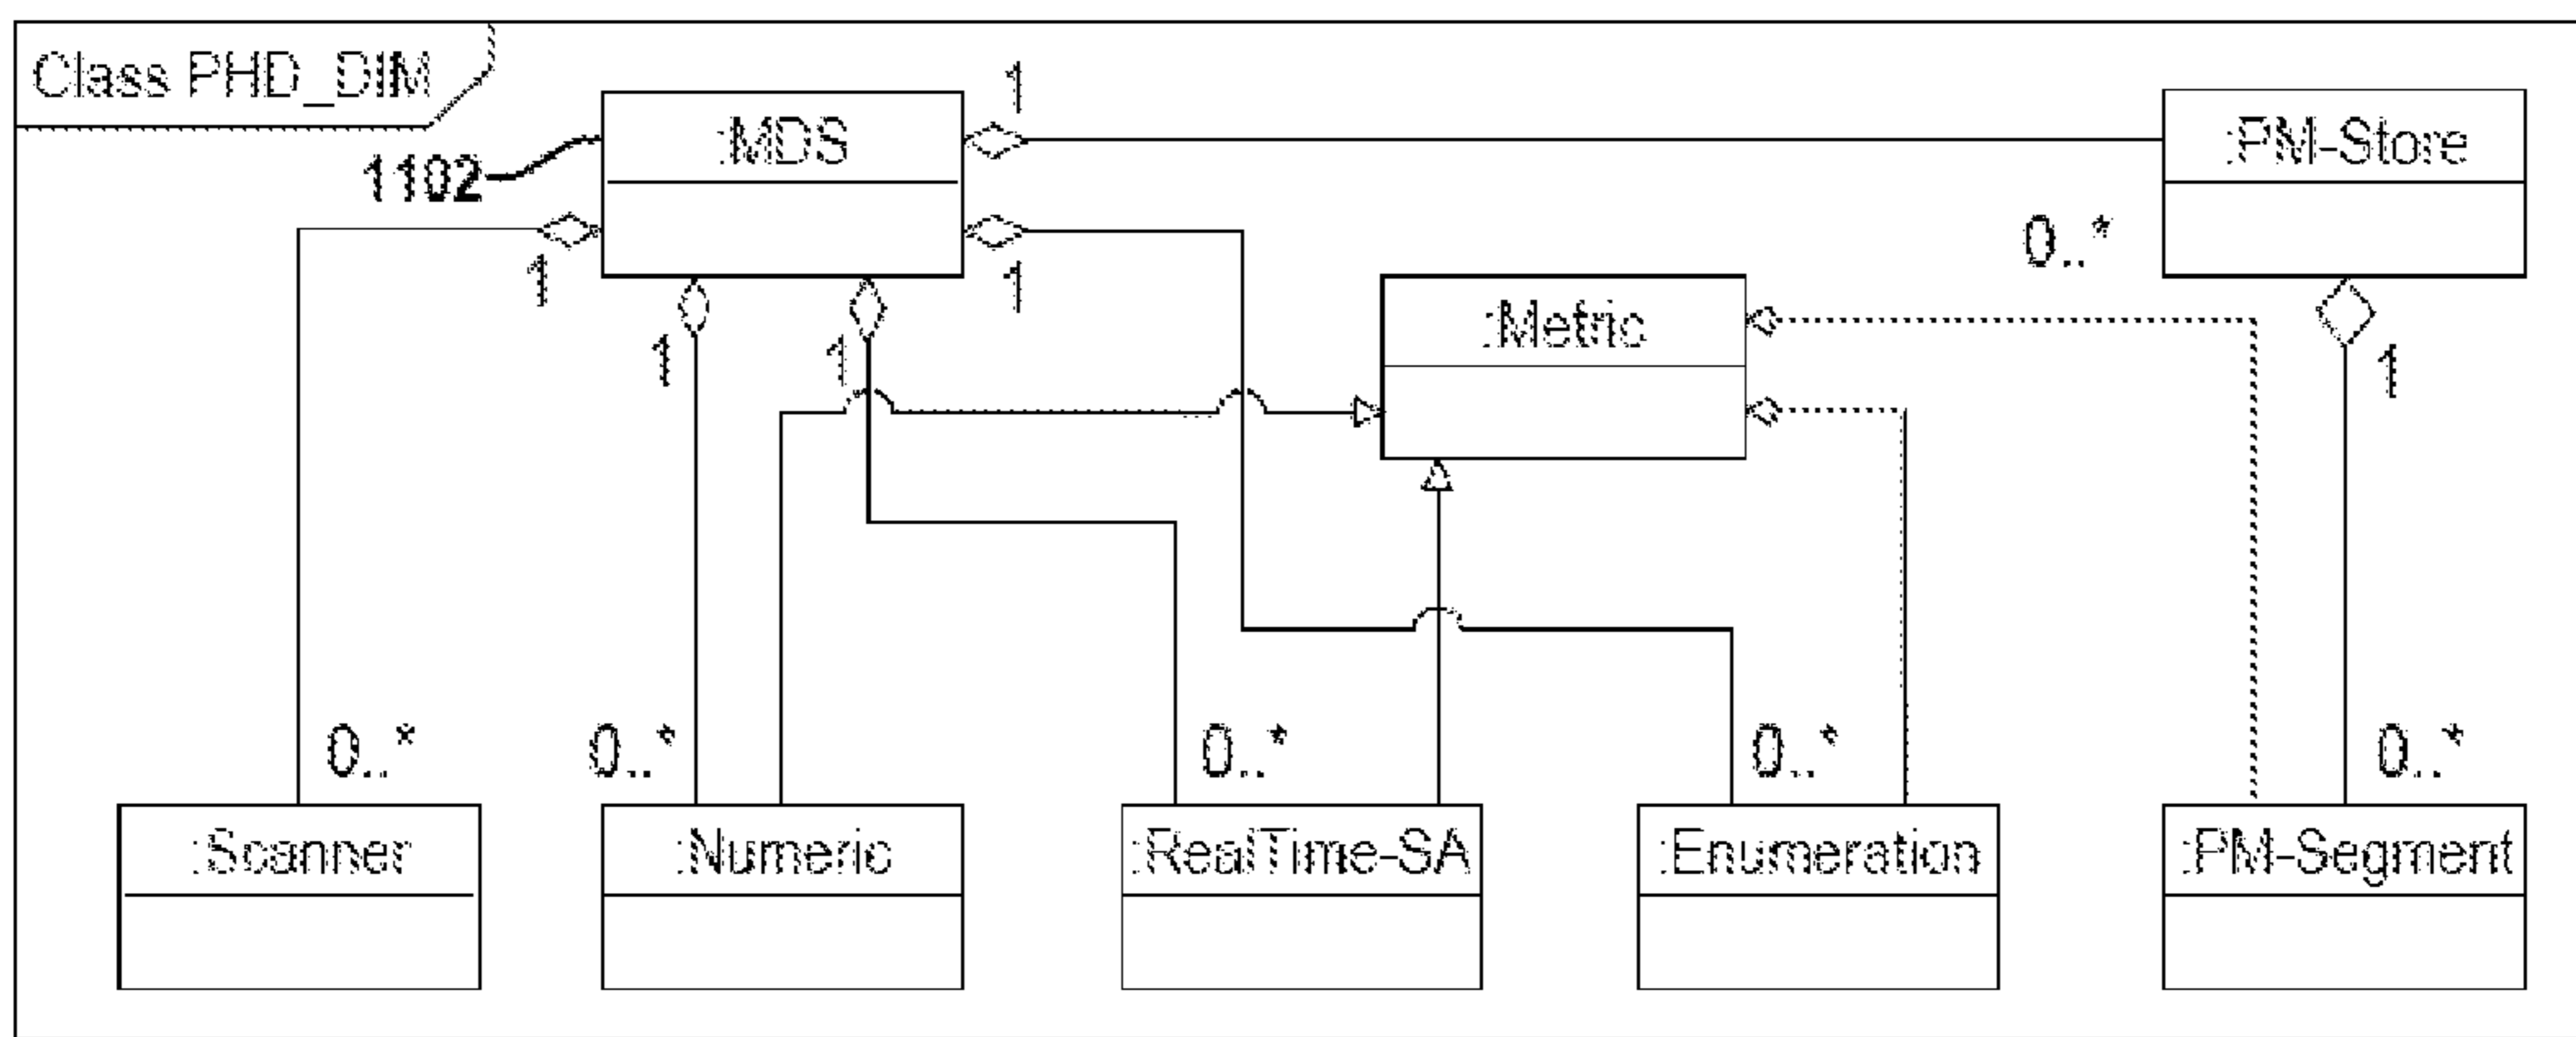 Class PHD_DIM
1
:MDS
:PM-Store
1102
0..*
1
1
:Metric
1
1
1
0..*
0..*
0..*
0..*
0..*
:Scanner
:Numeric
:RealTime-SA
:Enumeration
:PM-Segment